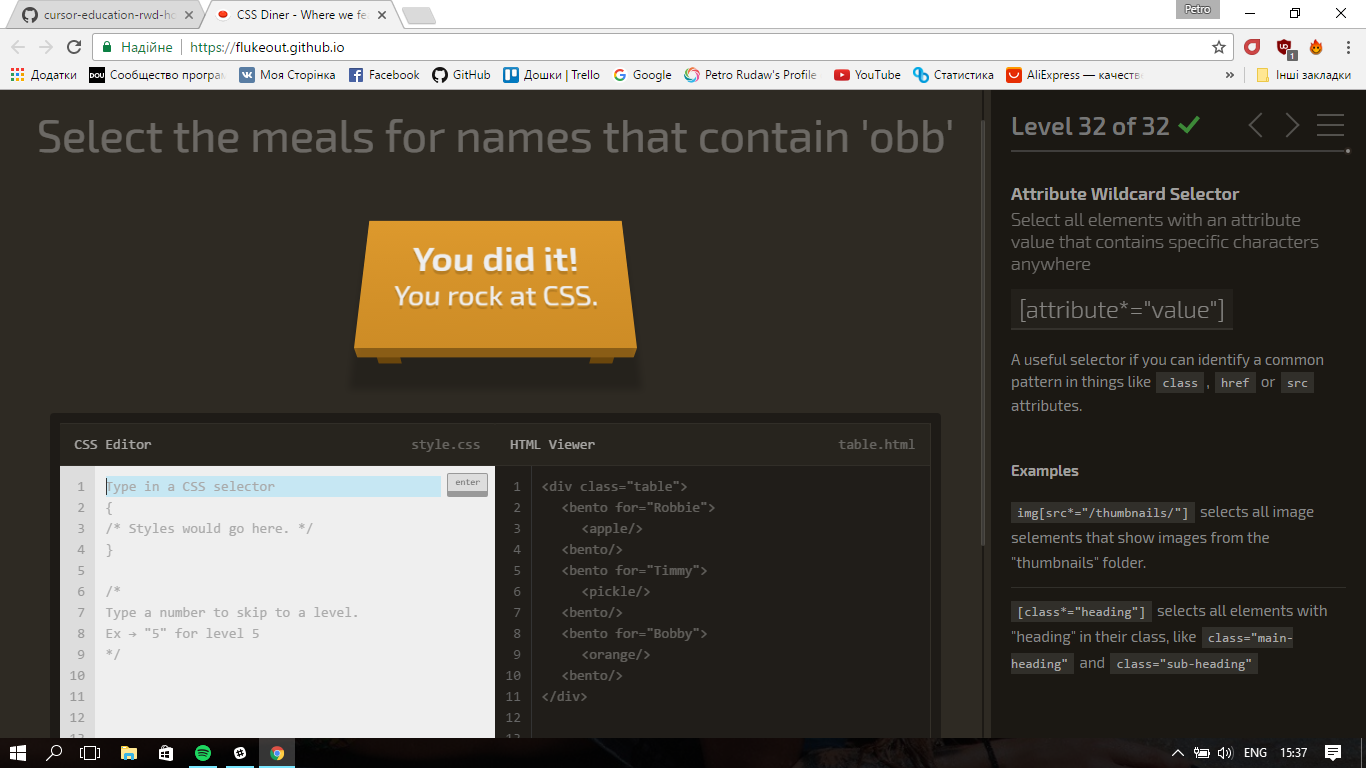 cursor-education-rwd-ho
CSS Diner - Where we fea
Petro
Надійне
https://flukeout.github.io
1
Додатки
DOU
Сообщество програм
Моя Сторінка
Facebook
GitHub
Дошки | Trello
Google
Petro Rudaw's Profile
YouTube
Статистика
AliExpress — качеств
»
Інші закладки
Select the meals for names that contain 'obb'
You did it!
You rock at CSS.
CSS Editor
style.css
HTML Viewer
table.html
1 Type in a CSS selector
enter
2 {
3 /* Styles would go here. */
4 }
5
6 /*
7 Type a number to skip to a level.
8 Ex → "5" for level 5
9 */
10
11
12
1 <div class="table">
2 <bento for="Robbie">
3 <apple/>
4 <bento/>
5 <bento for="Timmy">
6 <pickle/>
7 <bento/>
8 <bento for="Bobby">
9 <orange/>
10 <bento/>
11 </div>
12
Level 32 of 32
Attribute Wildcard Selector
Select all elements with an attribute
value that contains specific characters
anywhere
[attribute*="value"]
A useful selector if you can identify a common
pattern in things like class , href or src
attributes.
Examples
img[src*="/thumbnails/"] selects all image
selements that show images from the
"thumbnails" folder.
[class*="heading"] selects all elements with
"heading" in their class, like class="main-
heading" and class="sub-heading"
ENG
15:37